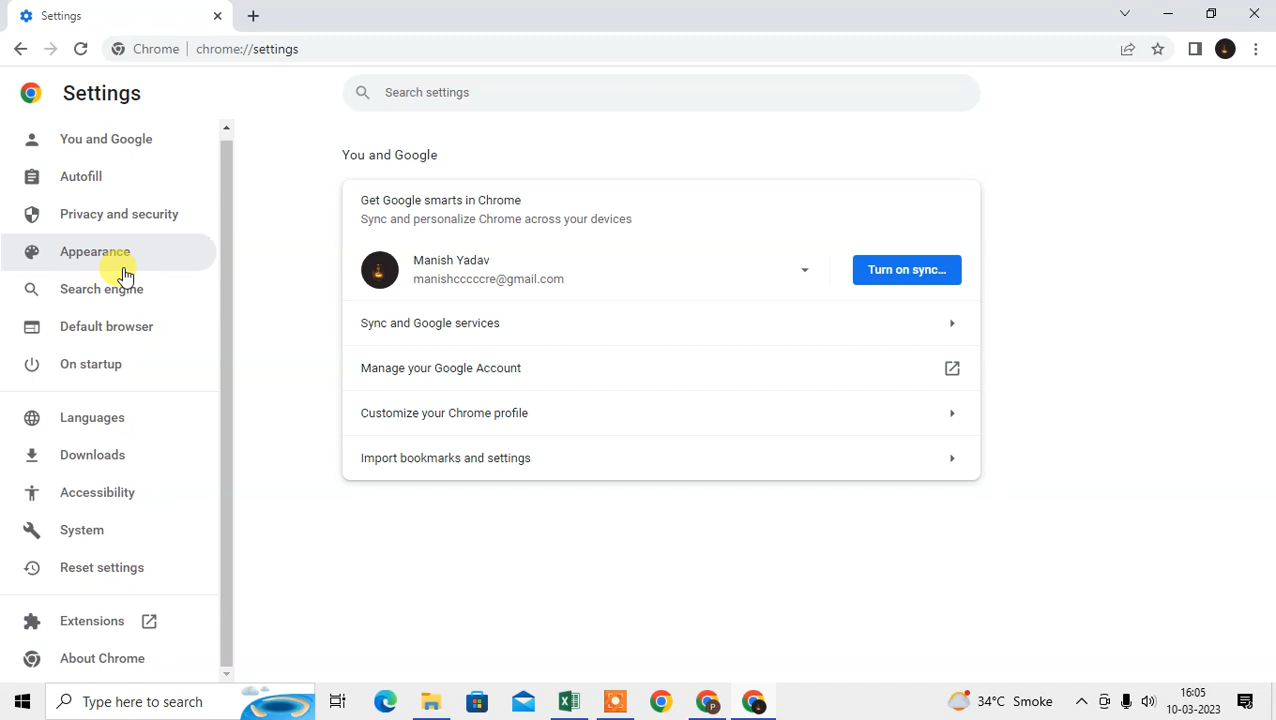 Settings
Chrome
chrome://settings
Settings
Search settings
You and Google
Autofill
Privacy and security
Appearance
Search engine
Default browser
On startup
Languages
Downloads
Accessibility
System
Reset settings
Extensions
About Chrome
You and Google
Get Google smarts in Chrome
Sync and personalize Chrome across your devices
Manish Yadav
manishcccccre@gmail.com
Turn on sync...
Sync and Google services
Manage your Google Account
Customize your Chrome profile
Import bookmarks and settings
Type here to search
P
34°C Smoke
16:05
10-03-2023